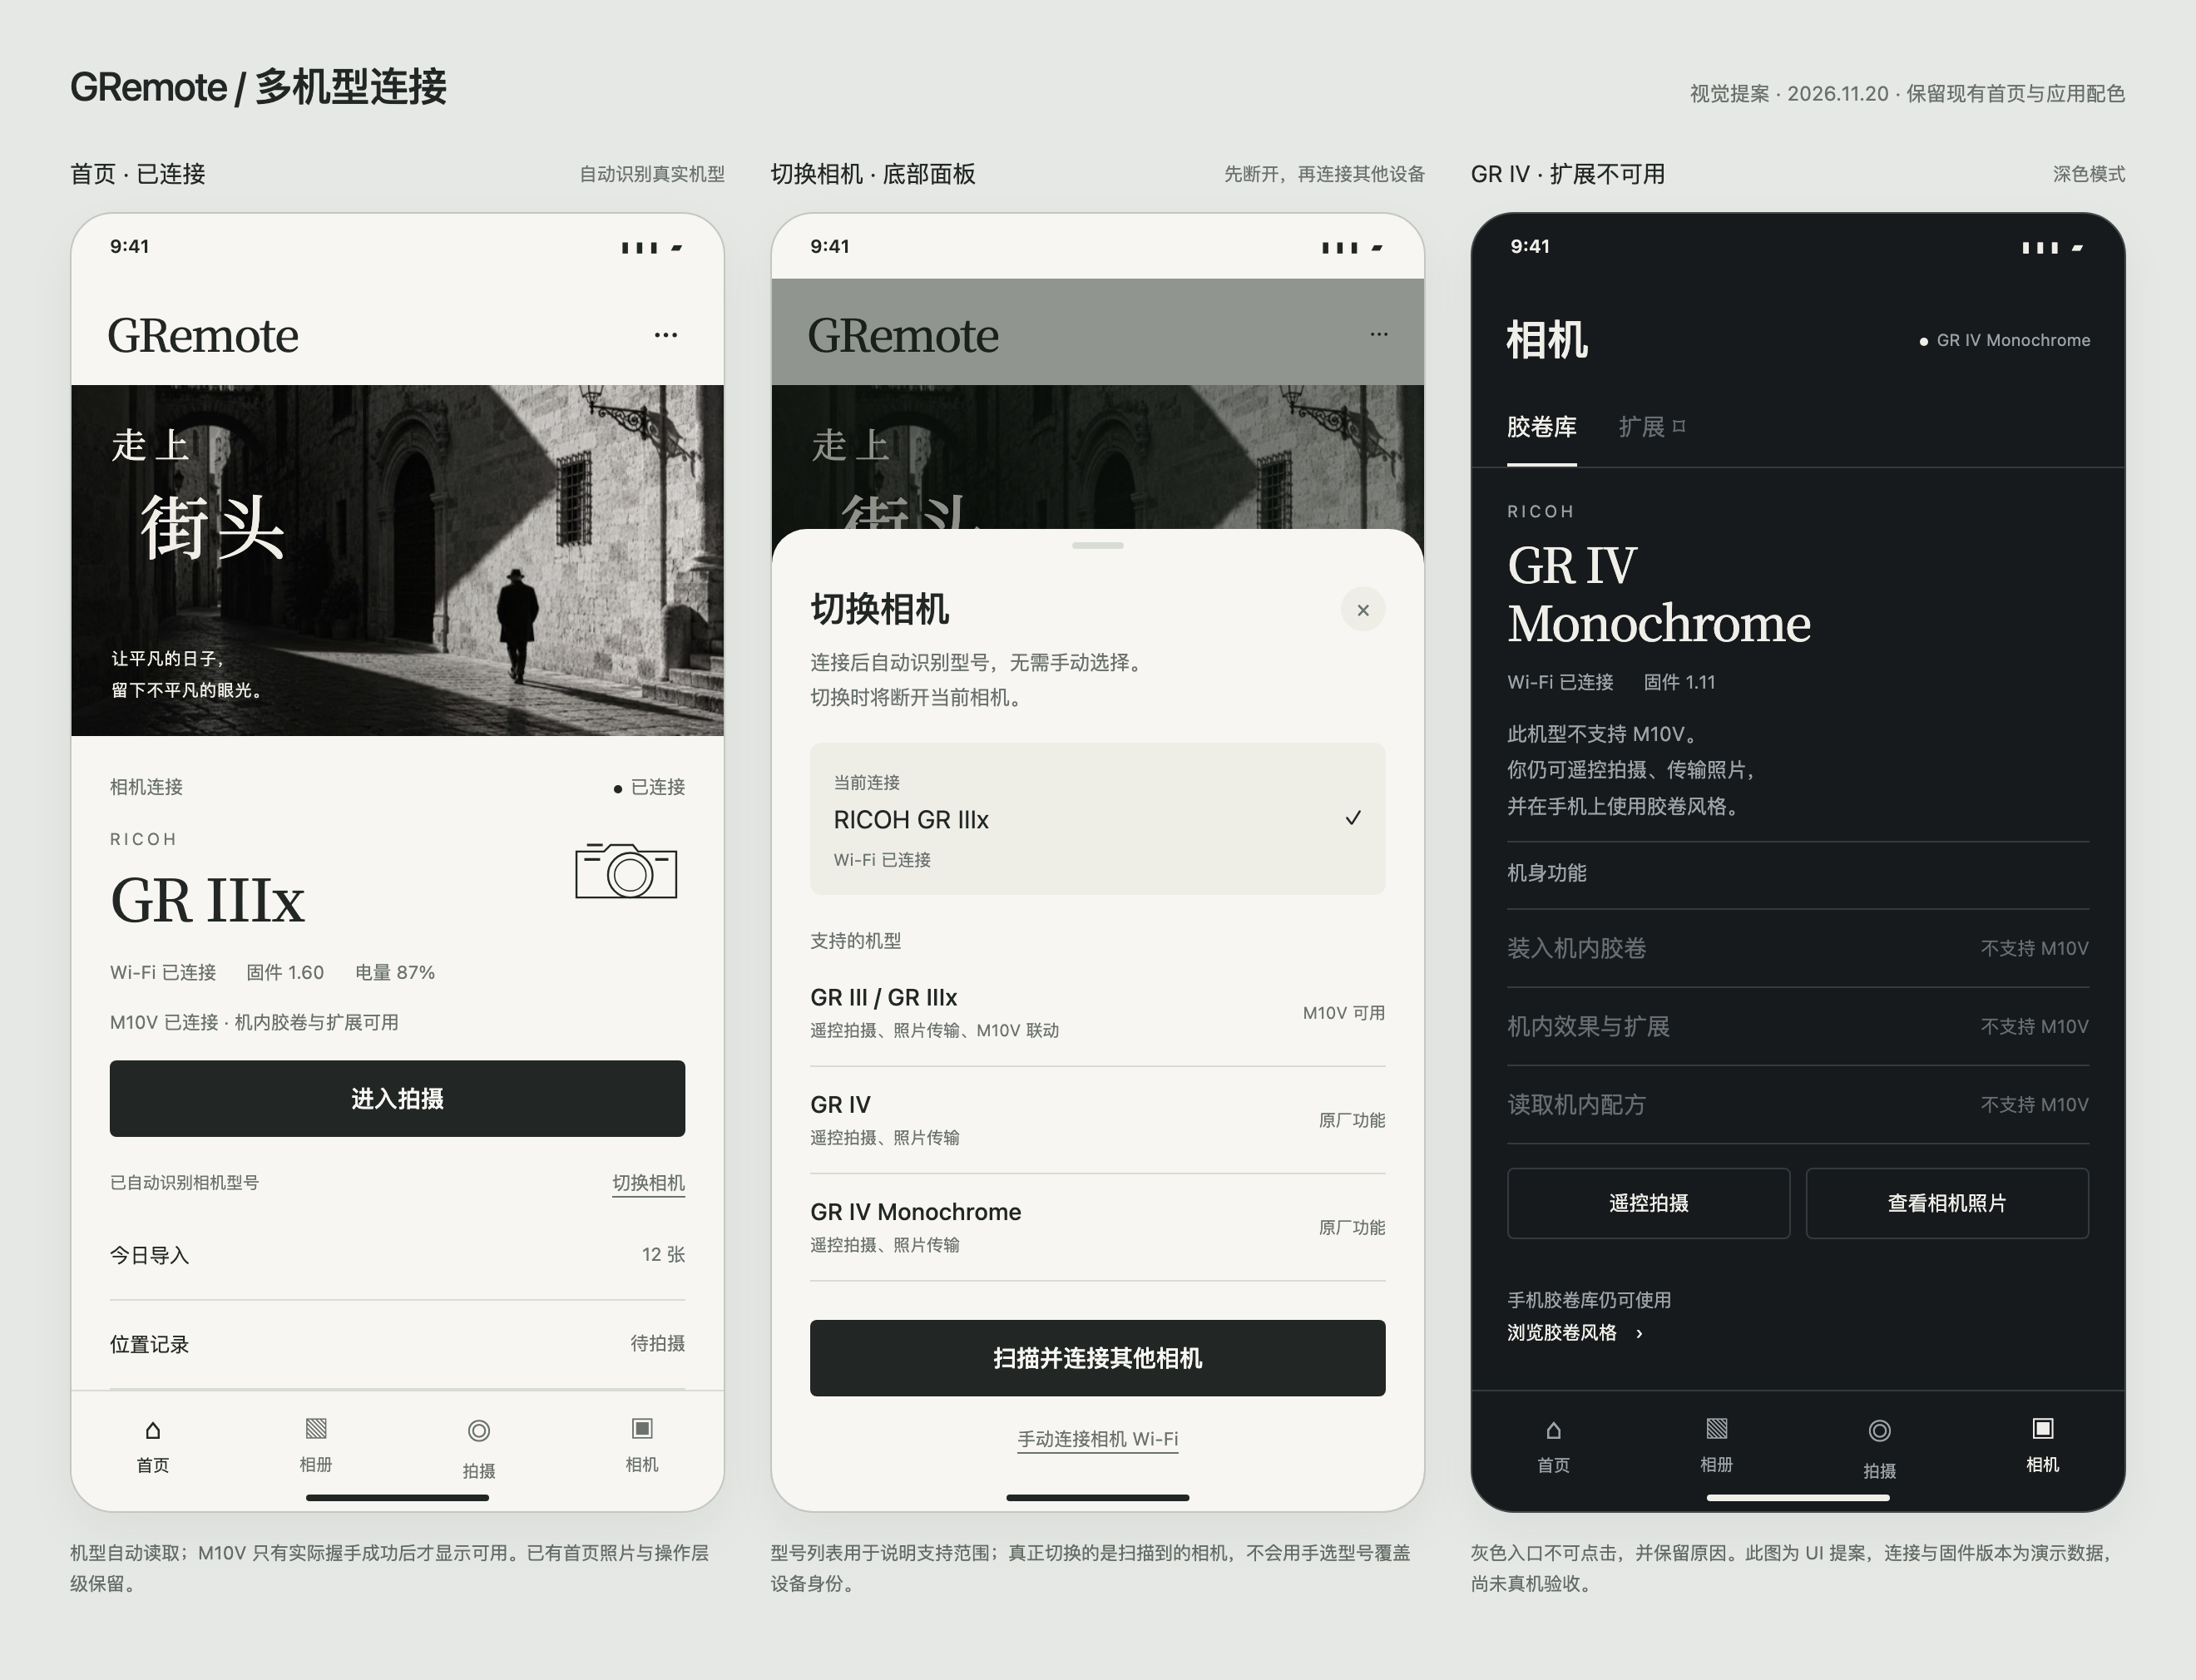 GRemote / 多机型连接
视觉提案 · 2026.11.20 · 保留现有首页与应用配色
首页 · 已连接
自动识别真实机型
9:41
GRemote
走上
街头
让平凡的日子，
留下不平凡的眼光。
相机连接
已连接
RICOH
GR IIIx
Wi-Fi 已连接 固件 1.60 电量 87%
M10V 已连接 · 机内胶卷与扩展可用
进入拍摄
已自动识别相机型号
切换相机
今日导入
12 张
位置记录
待拍摄
首页
相册
拍摄
相机
机型自动读取；M10V 只有实际握手成功后才显示可用。已有首页照片与操作层
级保留。
切换相机 · 底部面板
先断开，再连接其他设备
9:41
GRemote
走上
街头
切换相机
连接后自动识别型号，无需手动选择。
切换时将断开当前相机。
当前连接
RICOH GR IIIx
Wi-Fi 已连接
支持的机型
GR III / GR IIIx
遥控拍摄、照片传输、M10V 联动
M10V 可用
GR IV
遥控拍摄、照片传输
原厂功能
GR IV Monochrome
遥控拍摄、照片传输
原厂功能
扫描并连接其他相机
手动连接相机 Wi-Fi
型号列表用于说明支持范围；真正切换的是扫描到的相机，不会用手选型号覆盖
设备身份。
GR IV · 扩展不可用
深色模式
9:41
相机
GR IV Monochrome
胶卷库
扩展
RICOH
GR IV
Monochrome
Wi-Fi 已连接 固件 1.11
此机型不支持 M10V。
你仍可遥控拍摄、传输照片，
并在手机上使用胶卷风格。
机身功能
装入机内胶卷
不支持 M10V
机内效果与扩展
不支持 M10V
读取机内配方
不支持 M10V
遥控拍摄
查看相机照片
手机胶卷库仍可使用
浏览胶卷风格 ›
首页
相册
拍摄
相机
灰色入口不可点击，并保留原因。此图为 UI 提案，连接与固件版本为演示数据，
尚未真机验收。